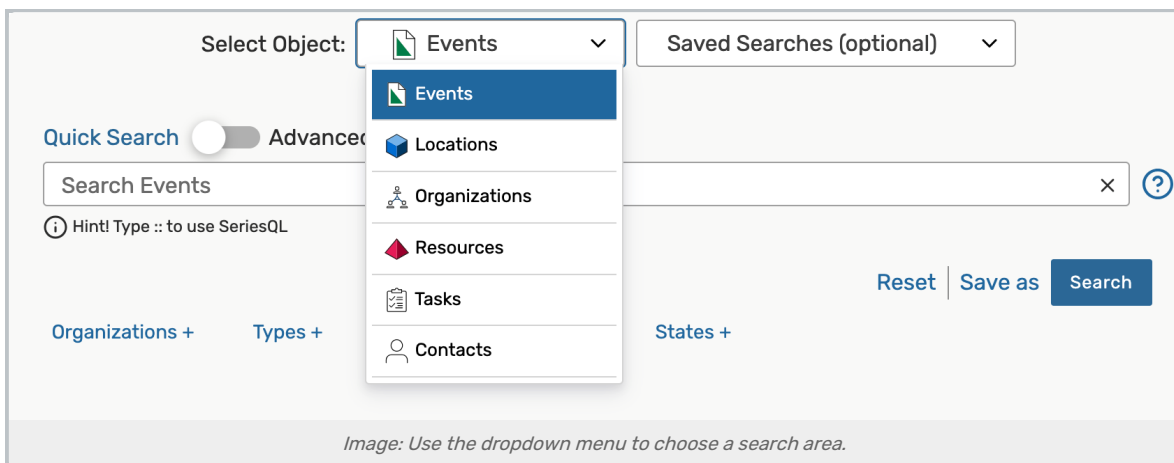 Select Object: Events Saved Searches (optional)
Events
Quick Search Advanced
Locations
Search Events
Organizations
Hint! Type :: to use SeriesQL
Resources
Reset Save as Search
Tasks
Organizations + Types + States +
Contacts
Image: Use the dropdown menu to choose a search area.